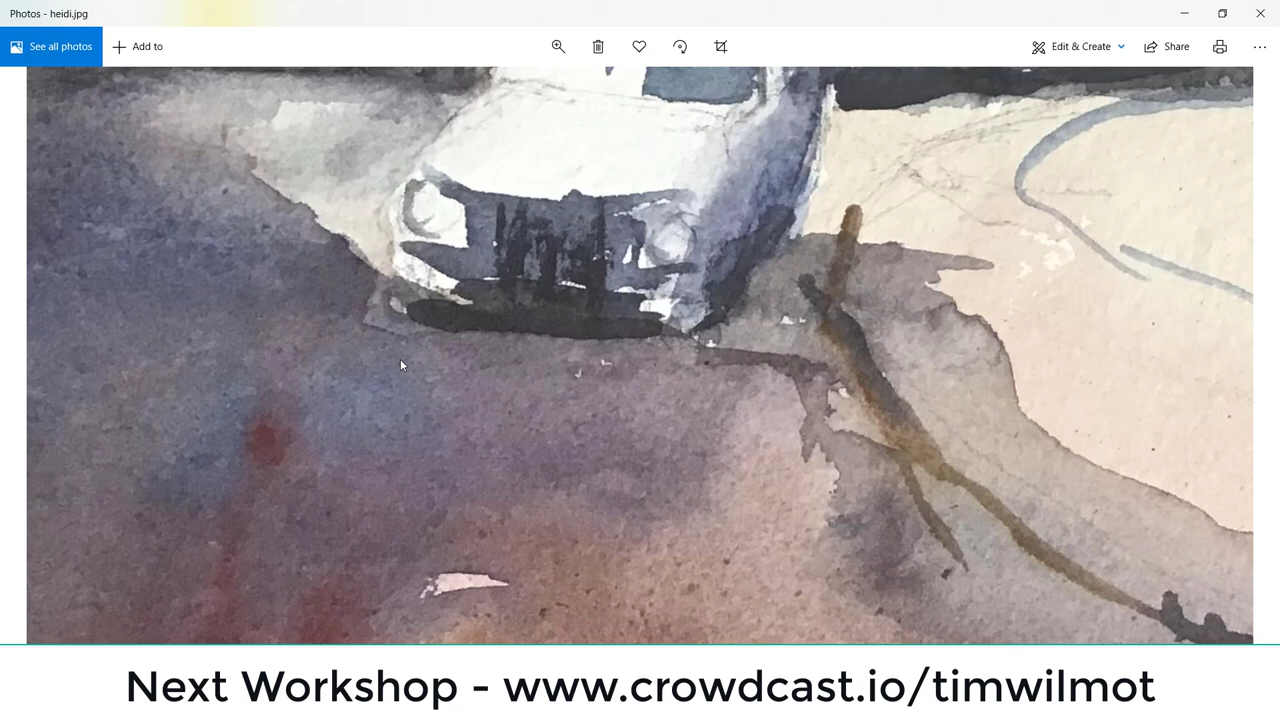 Photos - heidi.jpg
See all photos
Add to
Edit & Create
Share
Next Workshop - www.crowdcast.io/timwilmot